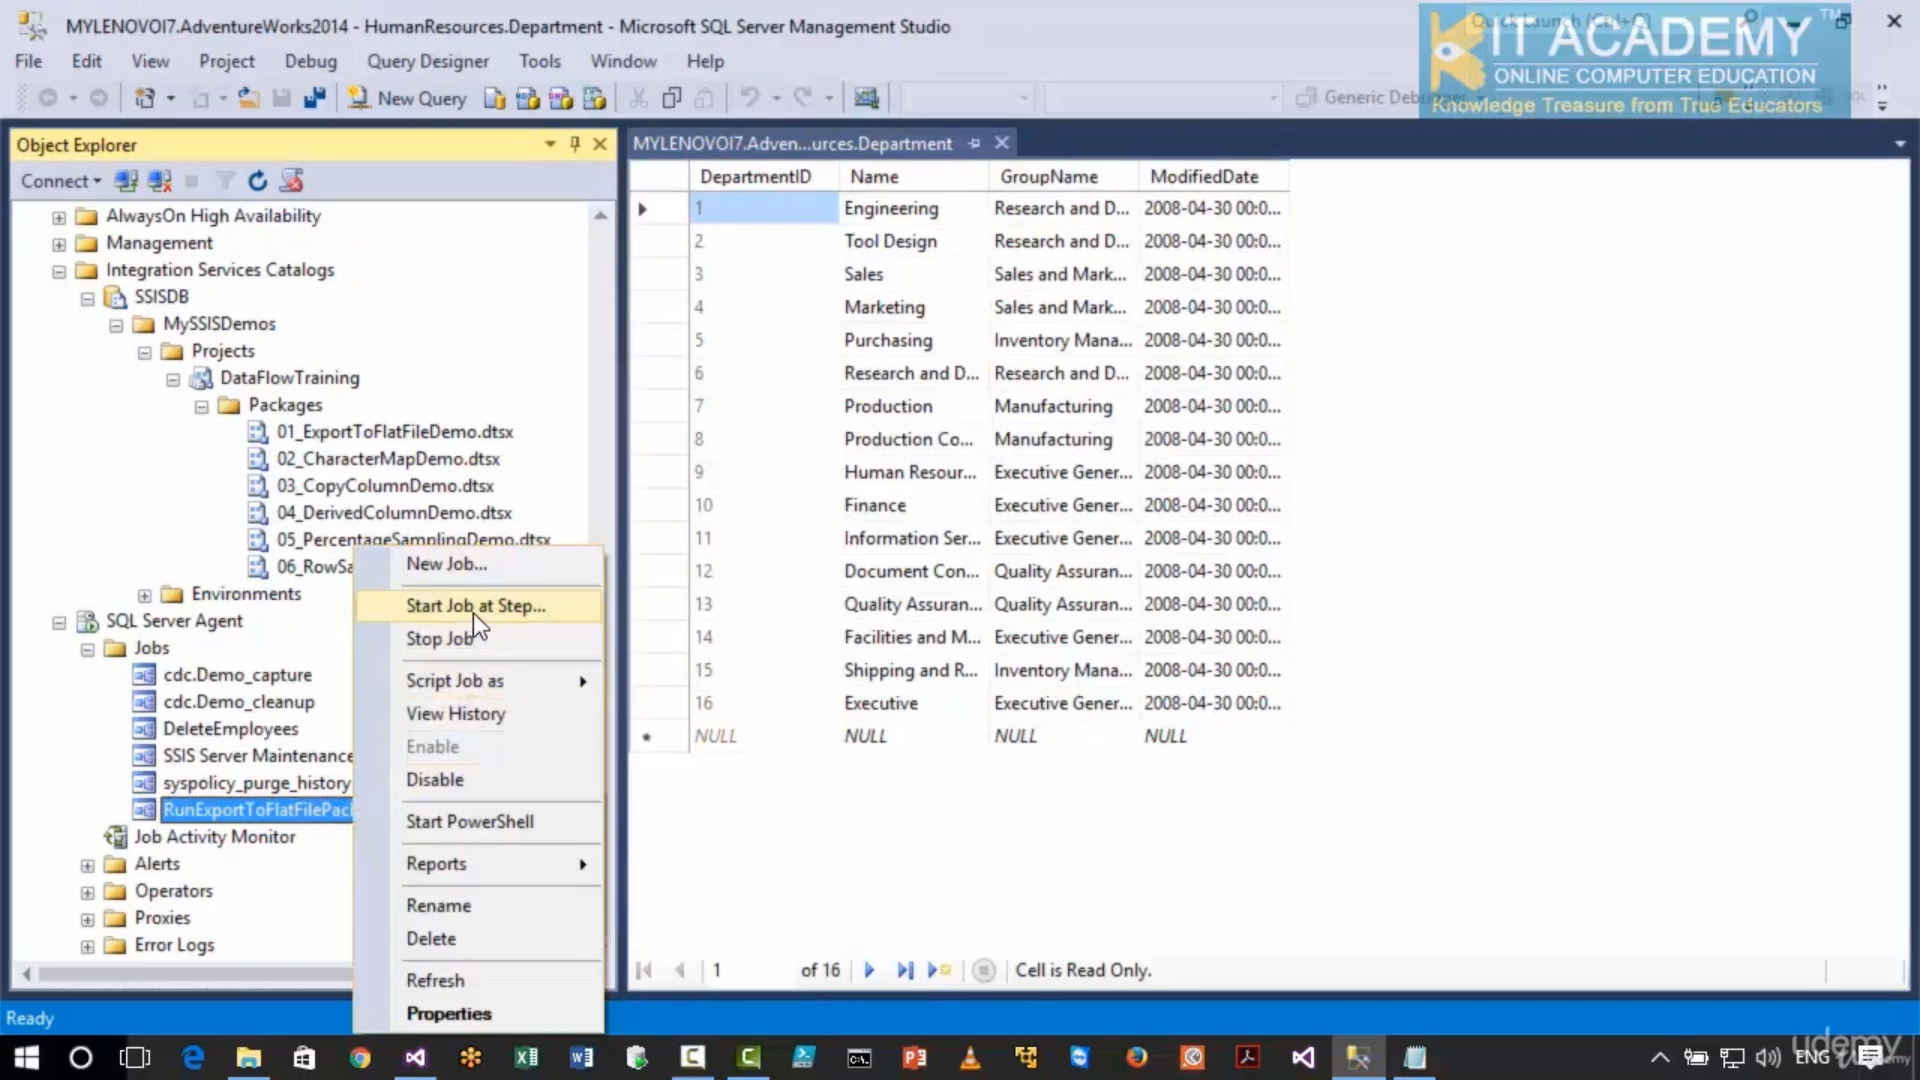 MYLENOVOI7.AdventureWorks2014 - HumanResources.Department - Microsoft SQL Server Management Studio
Quick Launch (Ctrl+Q)
IT ACADEMY™
ONLINE COMPUTER EDUCATION
Knowledge Treasure from True Educators
File Edit View Project Debug Query Designer Tools Window Help
New Query
Generic Debugger
Object Explorer
MYLENOVOI7.Adven...urces.Department
Connect
AlwaysOn High Availability
Management
Integration Services Catalogs
SSISDB
MySSISDemos
Projects
DataFlowTraining
Packages
01_ExportToFlatFileDemo.dtsx
02_CharacterMapDemo.dtsx
03_CopyColumnDemo.dtsx
04_DerivedColumnDemo.dtsx
05_PercentageSamplingDemo.dtsx
06_RowSa
Environments
SQL Server Agent
Jobs
cdc.Demo_capture
cdc.Demo_cleanup
DeleteEmployees
SSIS Server Maintenance
syspolicy_purge_history
RunExportToFlatFilePac
Job Activity Monitor
Alerts
Operators
Proxies
Error Logs
New Job...
Start Job at Step...
Stop Job
Script Job as
View History
Enable
Disable
Start PowerShell
Reports
Rename
Delete
Refresh
Properties
DepartmentID Name GroupName ModifiedDate
1 Engineering Research and D... 2008-04-30 00:0...
2 Tool Design Research and D... 2008-04-30 00:0...
3 Sales Sales and Mark... 2008-04-30 00:0...
4 Marketing Sales and Mark... 2008-04-30 00:0...
5 Purchasing Inventory Mana... 2008-04-30 00:0...
6 Research and D... Research and D... 2008-04-30 00:0...
7 Production Manufacturing 2008-04-30 00:0...
8 Production Co... Manufacturing 2008-04-30 00:0...
9 Human Resour... Executive Gener... 2008-04-30 00:0...
10 Finance Executive Gener... 2008-04-30 00:0...
11 Information Ser... Executive Gener... 2008-04-30 00:0...
12 Document Con... Quality Assuran... 2008-04-30 00:0...
13 Quality Assuran... Quality Assuran... 2008-04-30 00:0...
14 Facilities and M... Executive Gener... 2008-04-30 00:0...
15 Shipping and R... Inventory Mana... 2008-04-30 00:0...
16 Executive Executive Gener... 2008-04-30 00:0...
NULL NULL NULL NULL
1 of 16 Cell is Read Only.
Ready
ENG
udemy